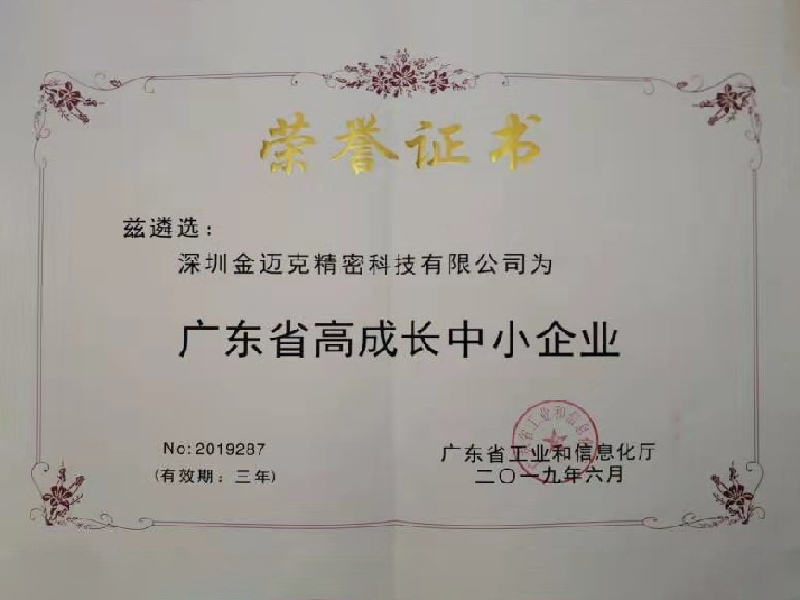 荣誉证书
兹遴选：
深圳金迈克精密科技有限公司为
广东省高成长中小企业
No:2019287
(有效期：三年)
广东省工业和信息化厅
二〇一九年六月